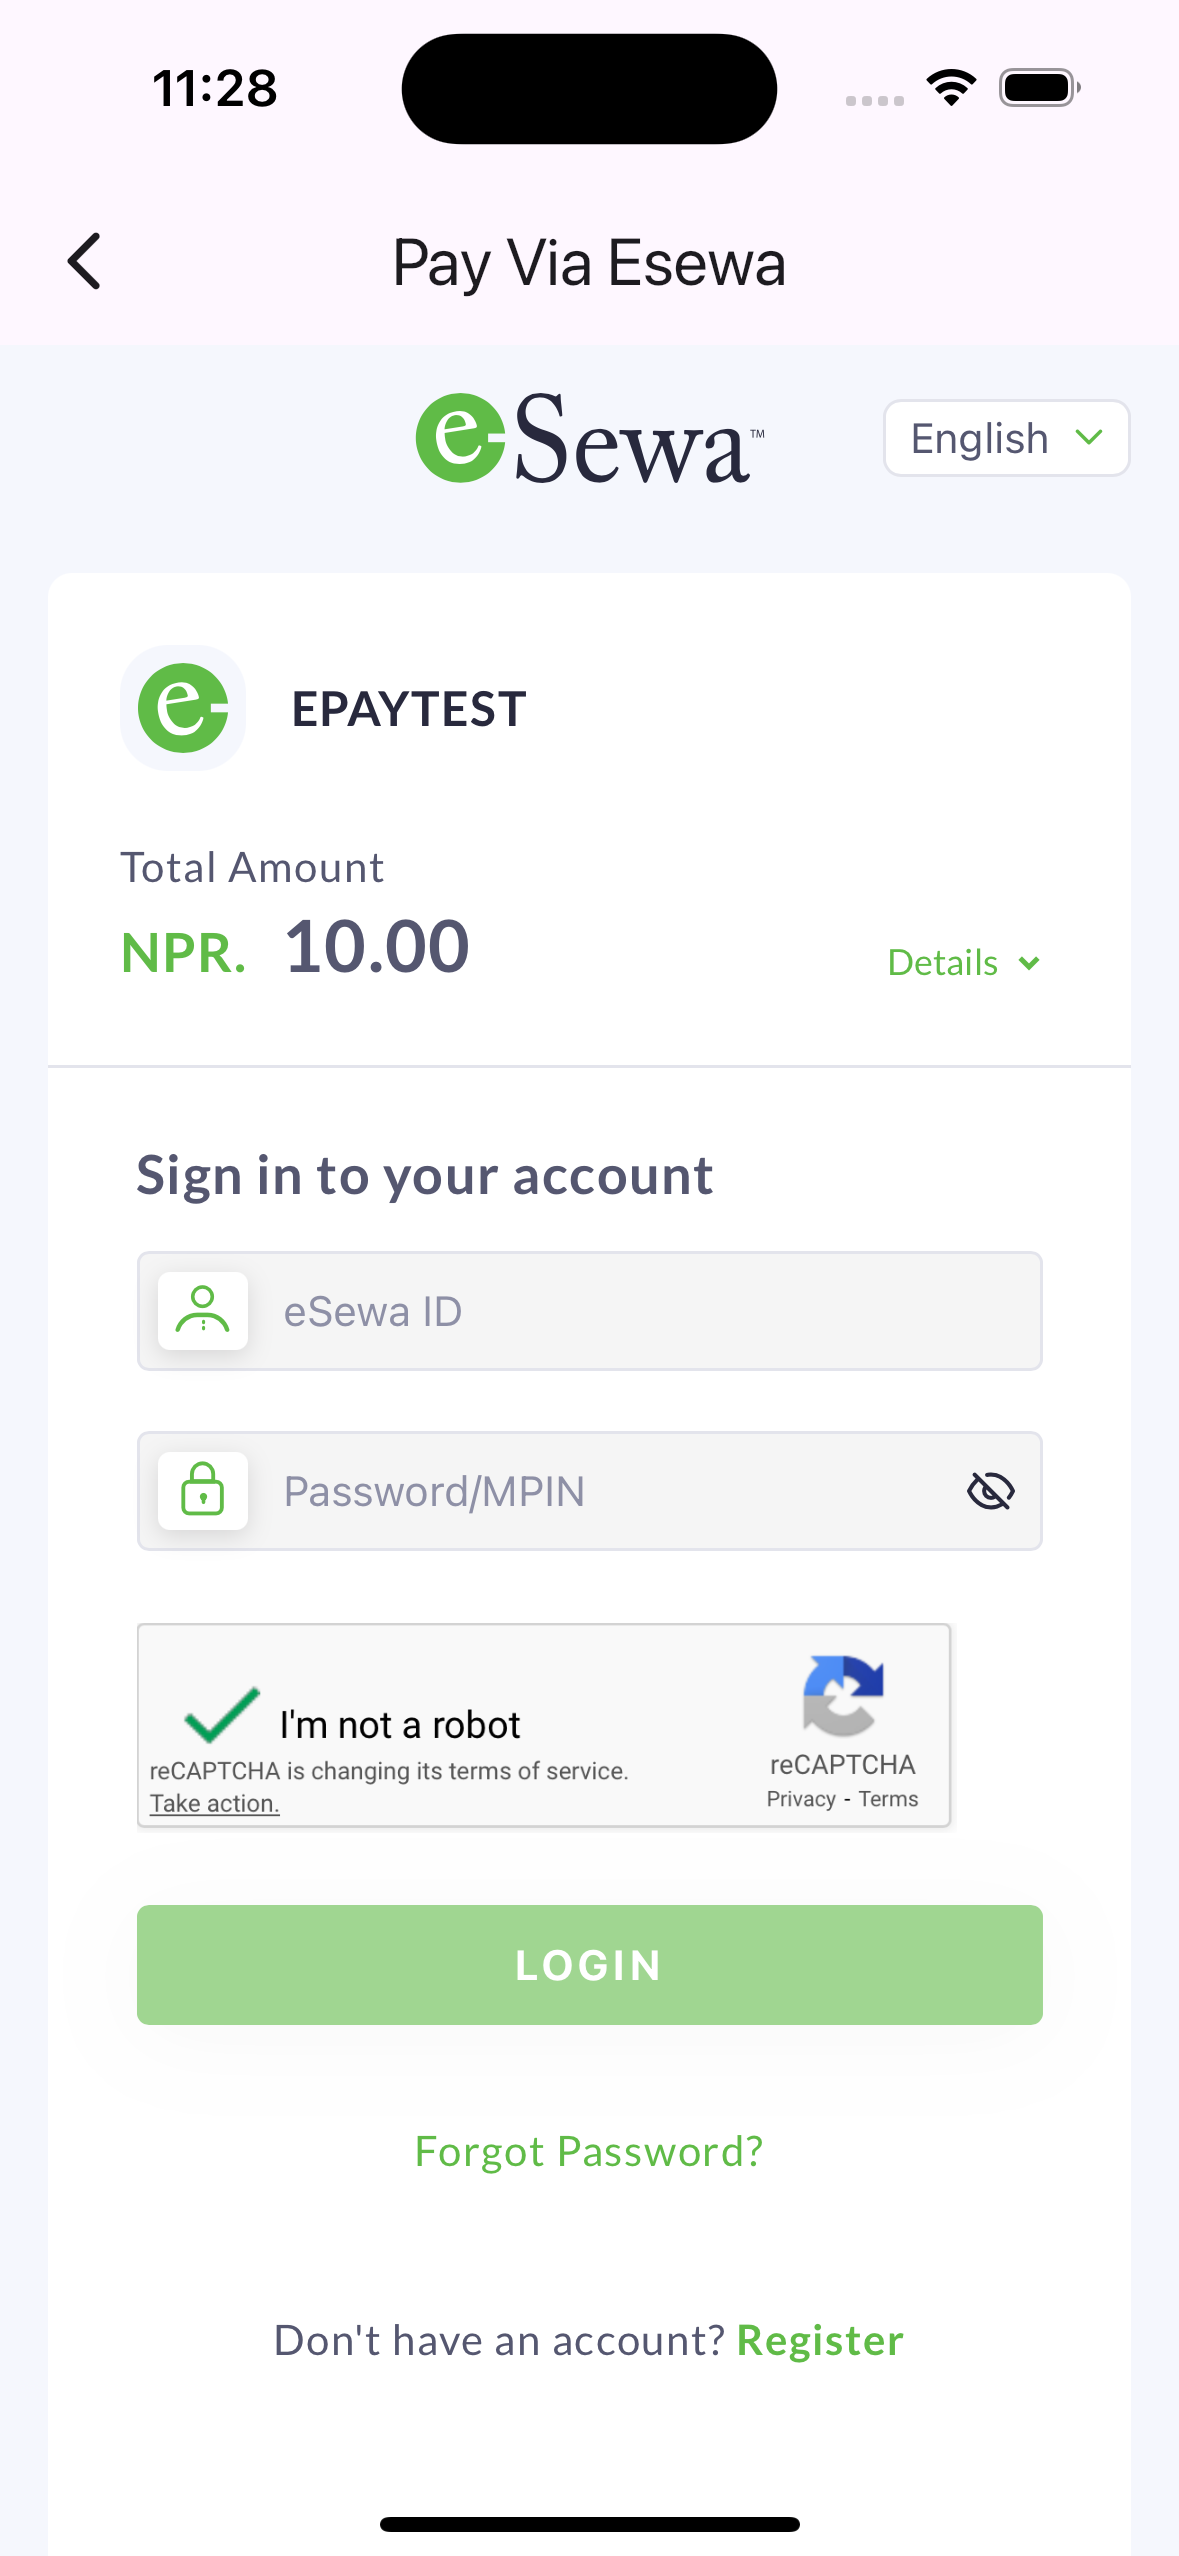 11:28
Pay Via Esewa
eSewa™
English
e
EPAYTEST
Total Amount
NPR. 10.00
Details
Sign in to your account
eSewa ID
Password/MPIN
I'm not a robot
reCAPTCHA is changing its terms of service.
Take action.
reCAPTCHA
Privacy - Terms
LOGIN
Forgot Password?
Don't have an account? Register